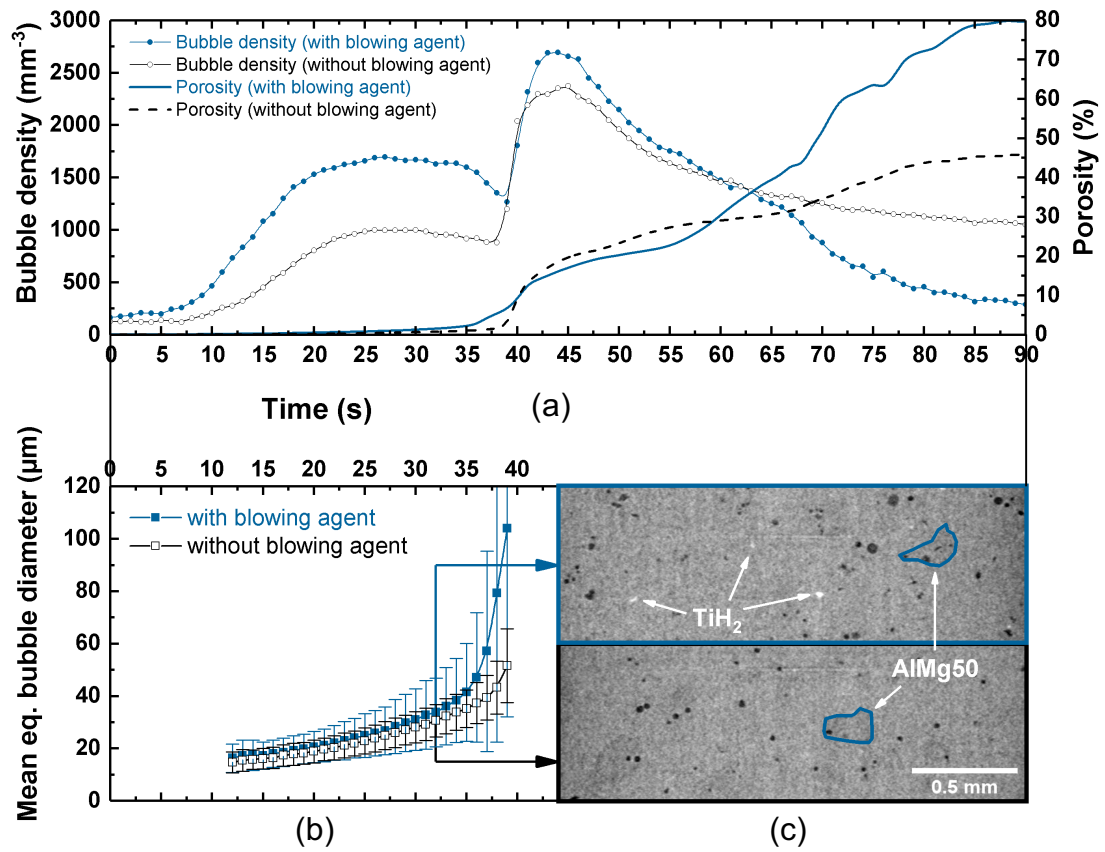 Bubble density (mm⁻³)
3000
2500
2000
1500
1000
500
0
Bubble density (with blowing agent)
Bubble density (without blowing agent)
Porosity (with blowing agent)
Porosity (without blowing agent)
80
70
60
50
40
30
20
10
0
Porosity (%)
0 5 10 15 20 25 30 35 40 45 50 55 60 65 70 75 80 85 90
Time (s)
(a)
0 5 10 15 20 25 30 35 40
Mean eq. bubble diameter (µm)
120
100
80
60
40
20
0
with blowing agent
without blowing agent
TiH₂
AlMg50
0.5 mm
(b)
(c)